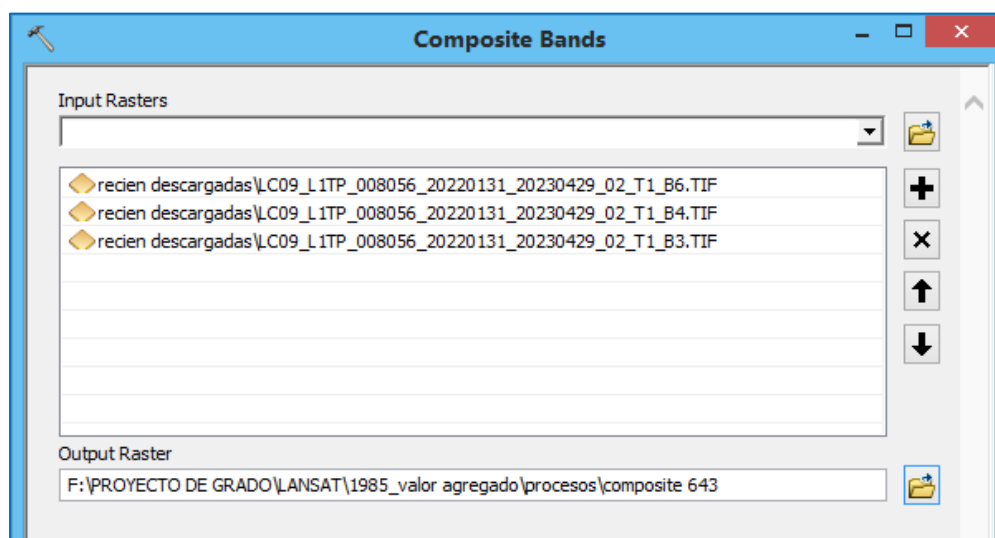 Composite Bands
Input Rasters
recien descargadas\LC09_L1TP_008056_20220131_20230429_02_T1_B6.TIF
recien descargadas\LC09_L1TP_008056_20220131_20230429_02_T1_B4.TIF
recien descargadas\LC09_L1TP_008056_20220131_20230429_02_T1_B3.TIF
Output Raster
F:\PROYECTO DE GRADO\LANSAT\1985_valor agregado\procesos\composite 643